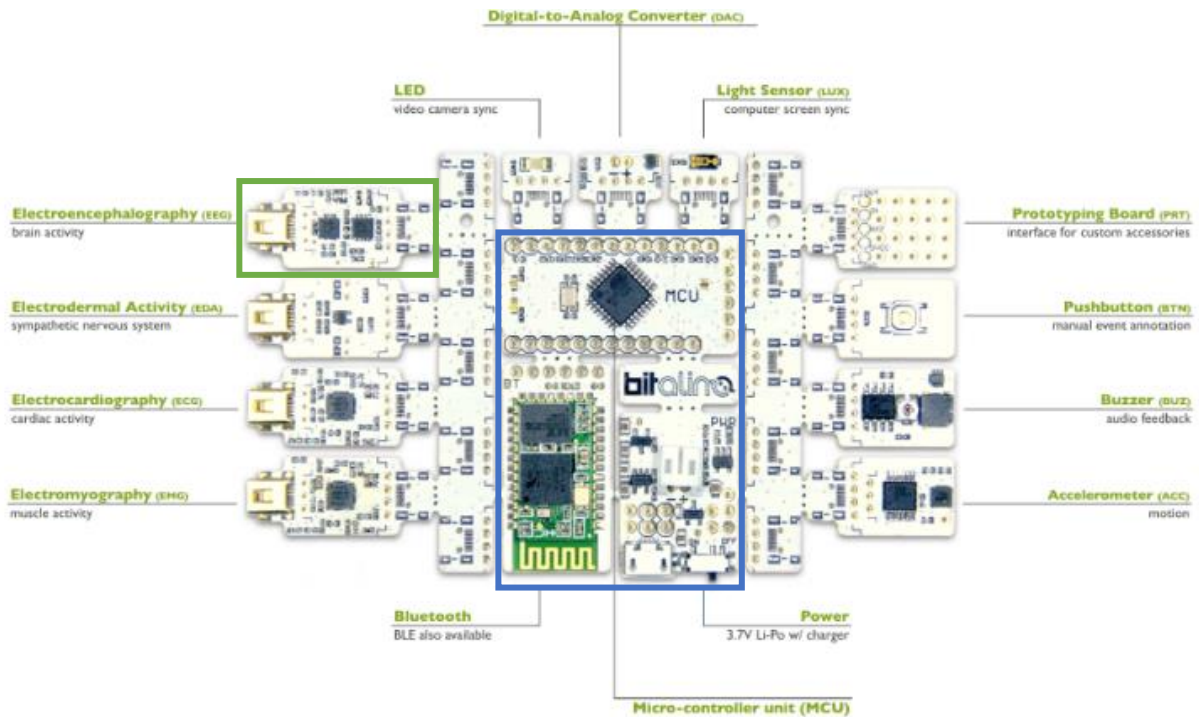 Digital-to-Analog Converter (DAC)
LED
video camera sync
Light Sensor (LUX)
computer screen sync
Electroencephalography (EEG)
brain activity
Prototyping Board (PRT)
interface for custom accessories
MCU
Electrodermal Activity (EDA)
sympathetic nervous system
Pushbutton (BTN)
manual event annotation
BT
bitalino
Electrocardiography (ECG)
cardiac activity
Buzzer (BUZ)
audio feedback
PWR
Electromyography (EMG)
muscle activity
Accelerometer (ACC)
motion
OFF
Bluetooth
BLE also available
Power
3.7V Li-Po w/ charger
Micro-controller unit (MCU)